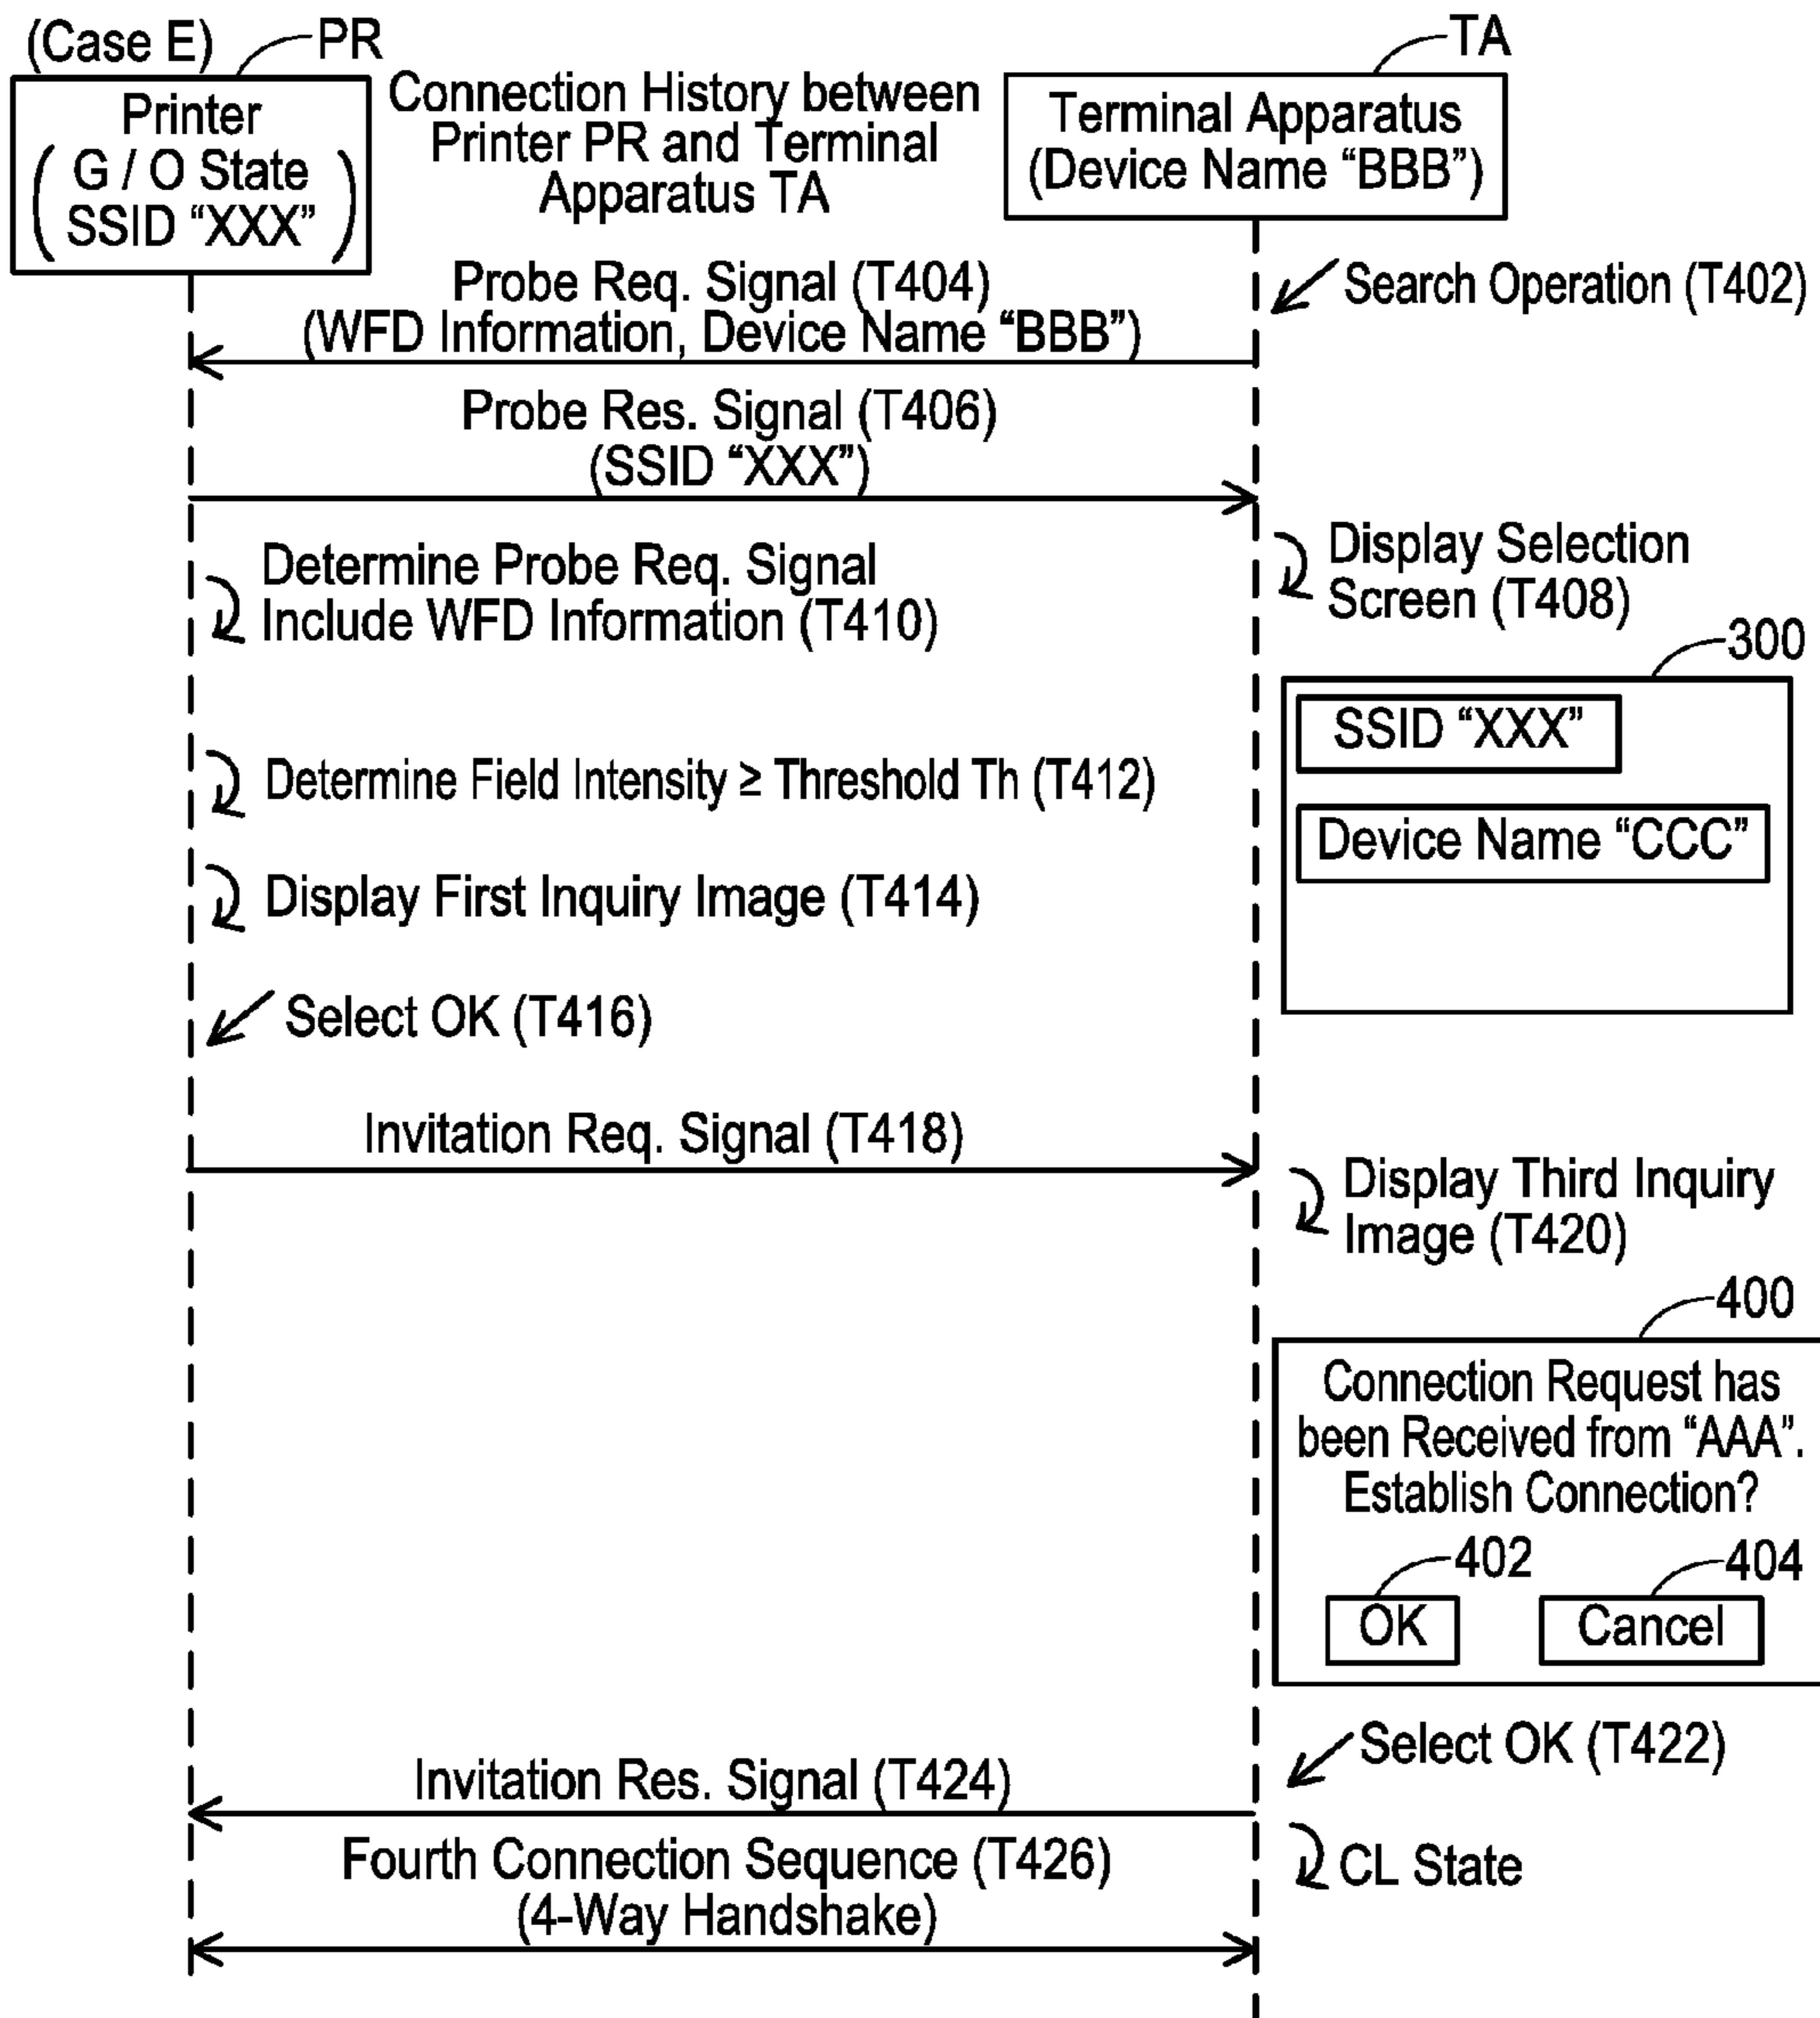 (Case E)
PR
TA
Printer
G / O State
SSID “XXX”
Connection History between
Printer PR and Terminal
Apparatus TA
Terminal Apparatus
(Device Name “BBB”)
Search Operation (T402)
Probe Req. Signal (T404)
(WFD Information, Device Name “BBB”)
Probe Res. Signal (T406)
(SSID “XXX”)
Display Selection
Screen (T408)
Determine Probe Req. Signal
Include WFD Information (T410)
300
SSID “XXX”
Device Name “CCC”
Determine Field Intensity ≥ Threshold Th (T412)
Display First Inquiry Image (T414)
Select OK (T416)
Invitation Req. Signal (T418)
Display Third Inquiry
Image (T420)
400
Connection Request has
been Received from “AAA”.
Establish Connection?
402
404
OK
Cancel
Select OK (T422)
Invitation Res. Signal (T424)
CL State
Fourth Connection Sequence (T426)
(4-Way Handshake)